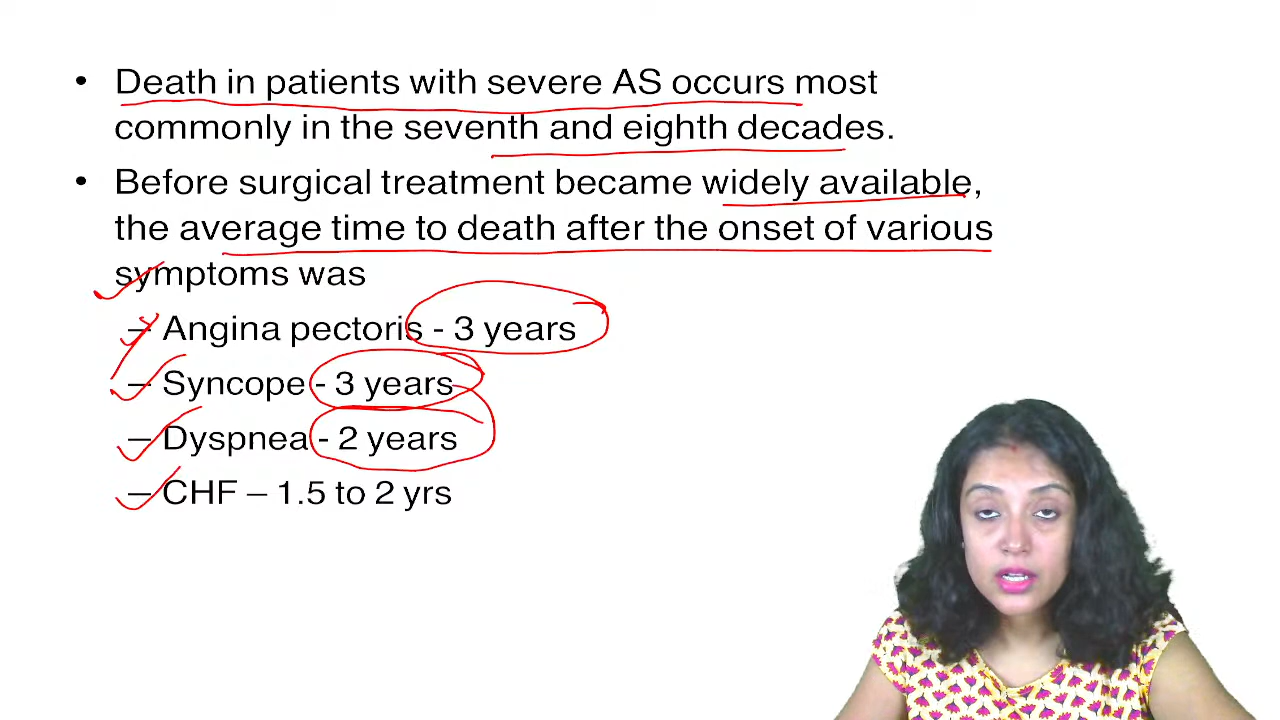 • Death in patients with severe AS occurs most
commonly in the seventh and eighth decades.
• Before surgical treatment became widely available,
the average time to death after the onset of various
symptoms was
– Angina pectoris - 3 years
– Syncope - 3 years
– Dyspnea - 2 years
– CHF – 1.5 to 2 yrs